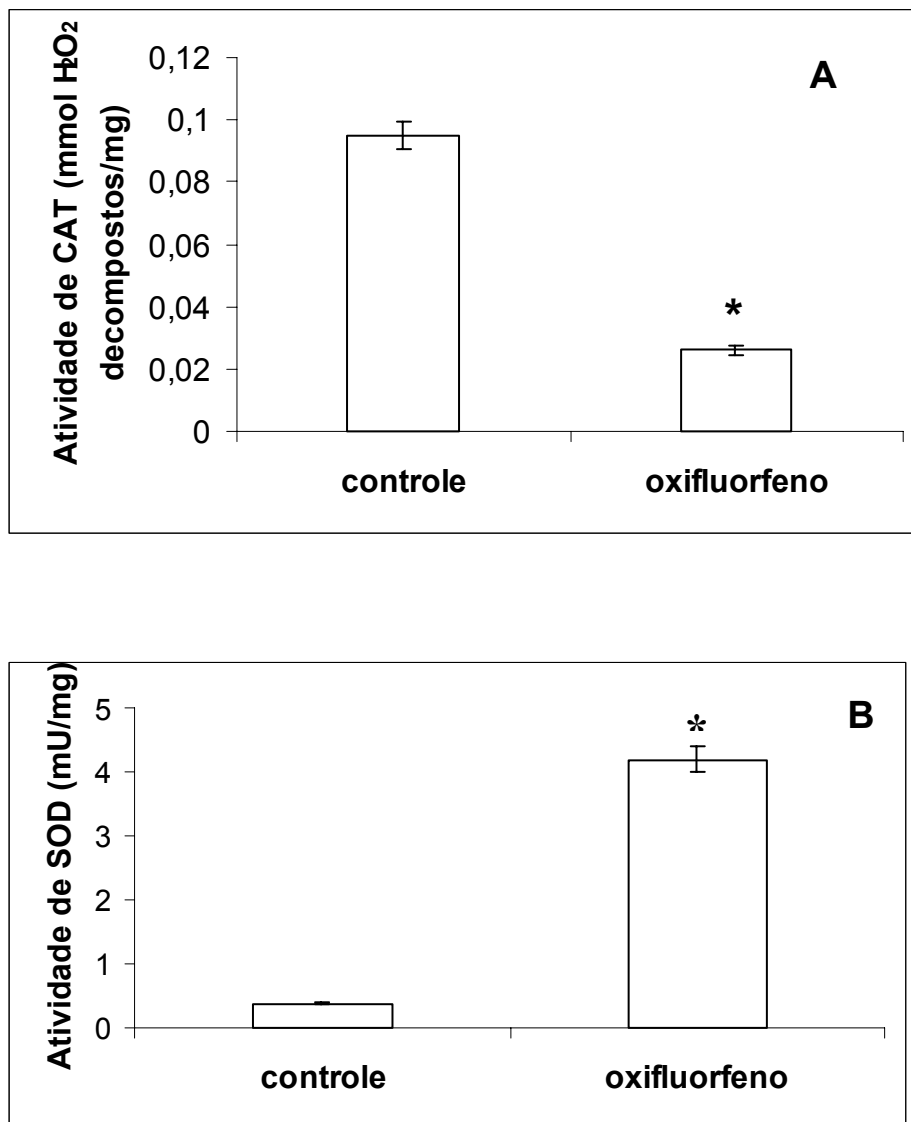 A
Atividade de CAT (mmol H2O2
decompostos/mg)
0,12
0,1
0,08
0,06
0,04
0,02
0
*
controle oxifluorfeno
B
Atividade de SOD (mU/mg)
5
4
3
2
1
0
*
controle oxifluorfeno